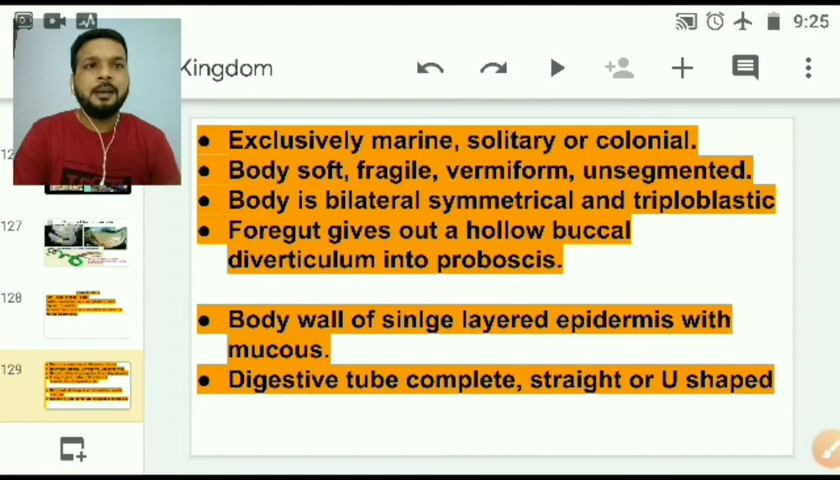 9:25
Kingdom
● Exclusively marine, solitary or colonial.
● Body soft, fragile, vermiform, unsegmented.
● Body is bilateral symmetrical and triploblastic
● Foregut gives out a hollow buccal
diverticulum into proboscis.
● Body wall of sinlge layered epidermis with
mucous.
● Digestive tube complete, straight or U shaped
127
128
129